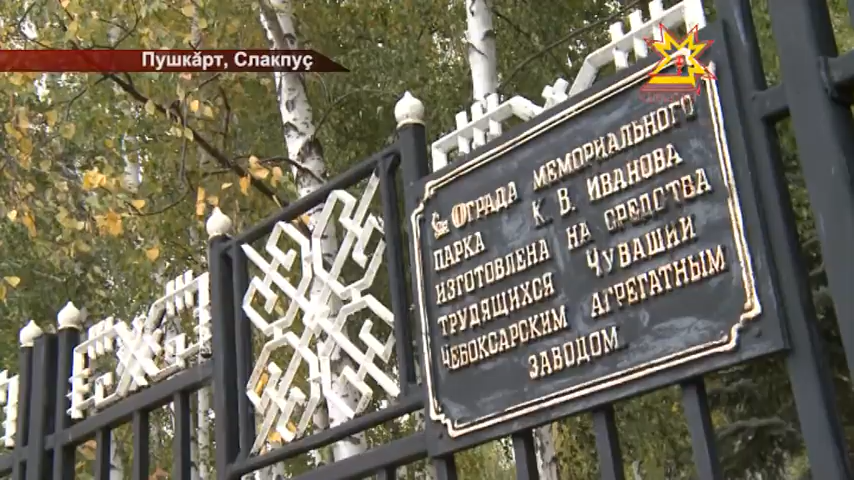 Пушкӑрт, Слакпуҫ
ОГРАДА МЕМОРИАЛЬНОГО
ПАРКА К. В. ИВАНОВА
ИЗГОТОВЛЕНА НА СРЕДСТВА
ТРУДЯЩИХСЯ ЧУВАШИИ
ЧЕБОКСАРСКИМ АГРЕГАТНЫМ
ЗАВОДОМ